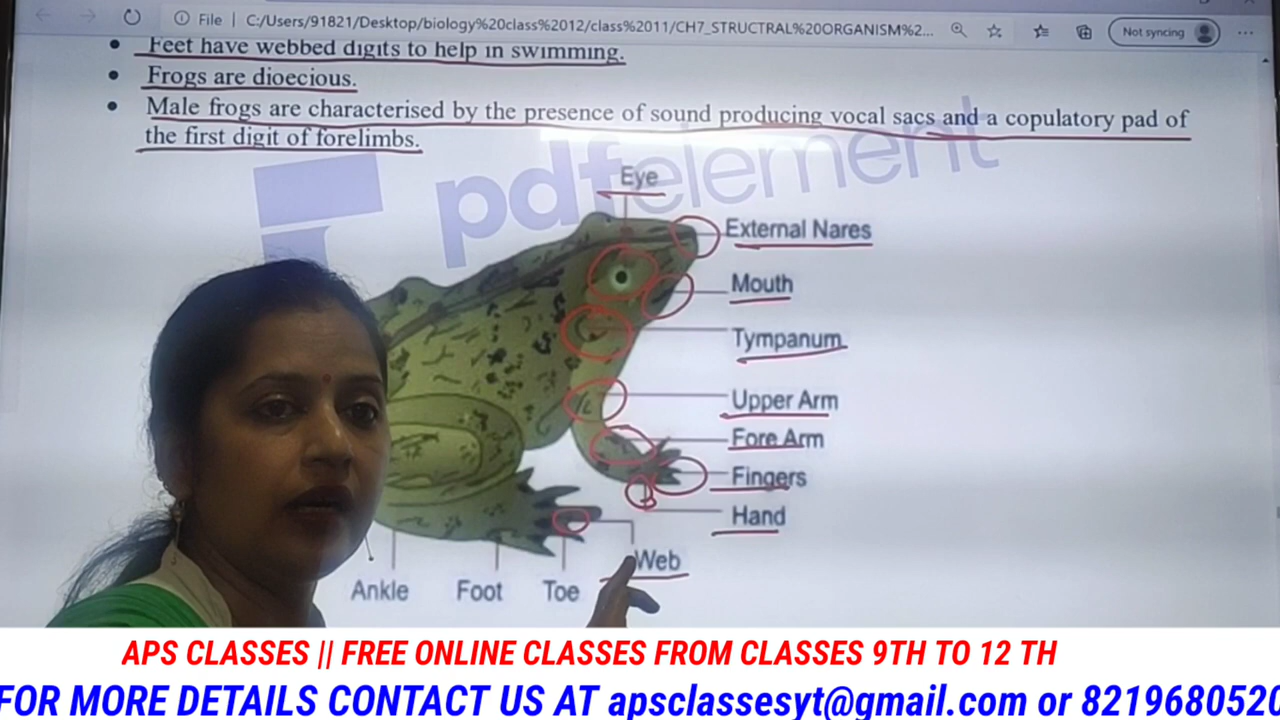 File C:/Users/91821/Desktop/biology%20class%2012/class%2011/CH7_STRUCTRAL%20ORGANISM%2... Not syncing
• Feet have webbed digits to help in swimming.
• Frogs are dioecious.
• Male frogs are characterised by the presence of sound producing vocal sacs and a copulatory pad of
the first digit of forelimbs.
pdfelement
Eye
External Nares
Mouth
Tympanum
Upper Arm
Fore Arm
Fingers
Hand
Web
Ankle Foot Toe
APS CLASSES || FREE ONLINE CLASSES FROM CLASSES 9TH TO 12 TH
FOR MORE DETAILS CONTACT US AT apsclassesyt@gmail.com or 8219680520